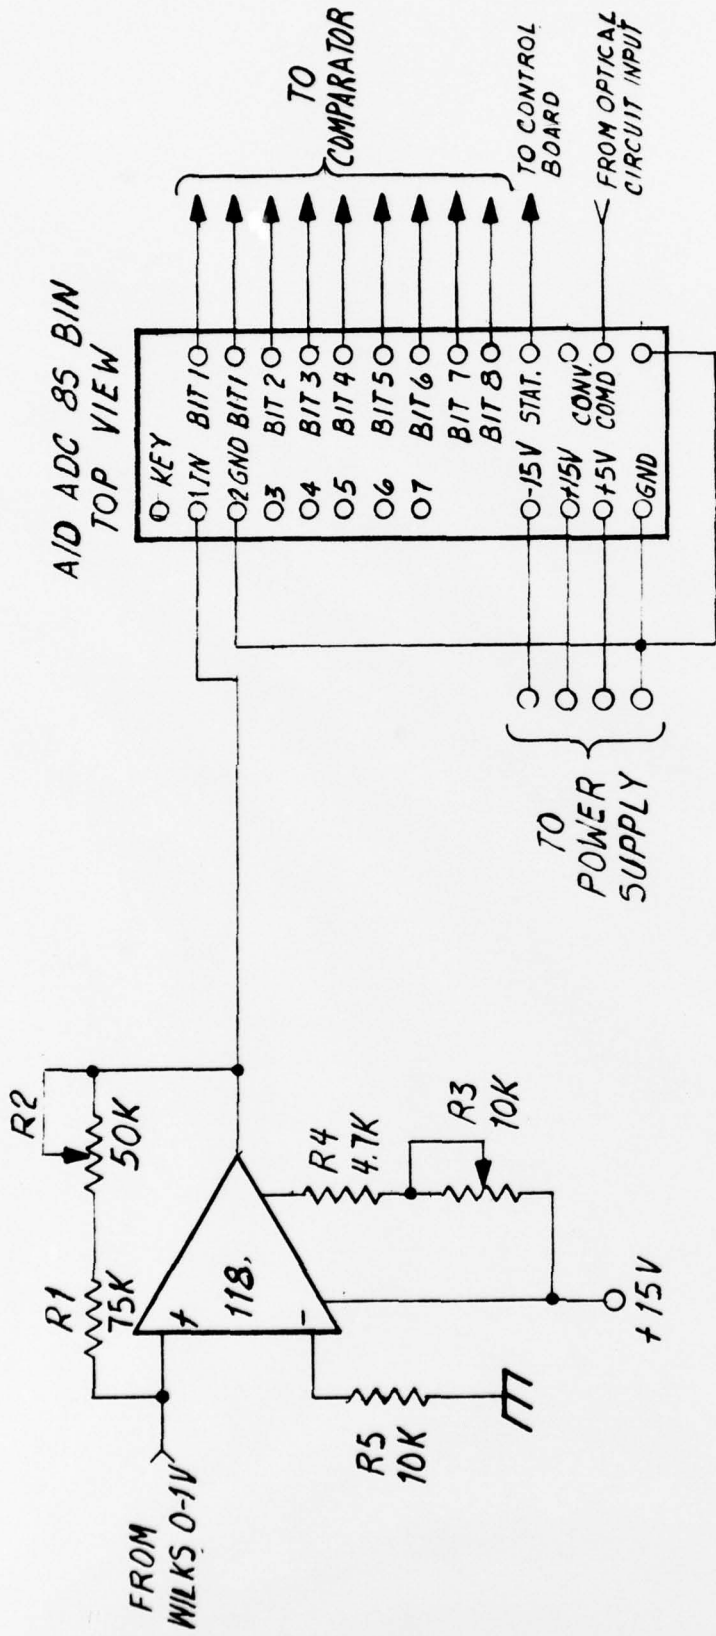 A/D ADC 85 BIN
TOP VIEW
KEY
1 IN BIT 1
2 GND BIT 1
3 BIT 2
4 BIT 3
5 BIT 4
6 BIT 5
7 BIT 6
BIT 7
BIT 8
-15V STAT.
+15V CONV.
+5V COMD
GND
TO
COMPARATOR
TO CONTROL
BOARD
FROM OPTICAL
CIRCUIT INPUT
TO
POWER
SUPPLY
R2
50K
R1
75K
+
118.
-
R4
4.7K
R3
10K
R5
10K
+15V
FROM
WILKS 0-1V